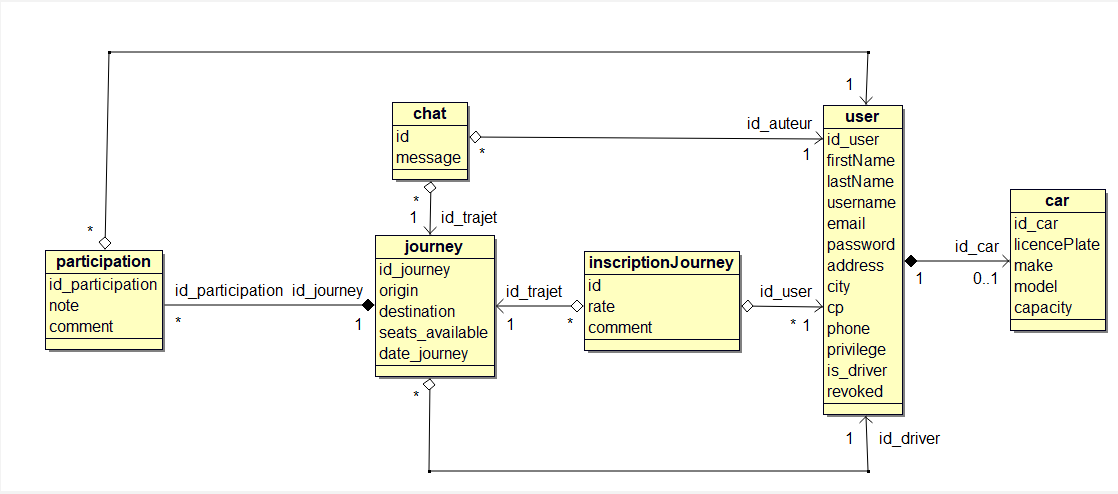 1
chat
id
message
id_auteur
*
1
user
id_user
firstName
lastName
username
email
password
address
city
cp
phone
privilege
is_driver
revoked
car
id_car
licencePlate
make
model
capacity
id_car
1
0..1
*
1
id_trajet
*
participation
id_participation
note
comment
id_participation
id_journey
*
1
journey
id_journey
origin
destination
seats_available
date_journey
id_trajet
1
*
inscriptionJourney
id
rate
comment
id_user
* 1
*
1
id_driver